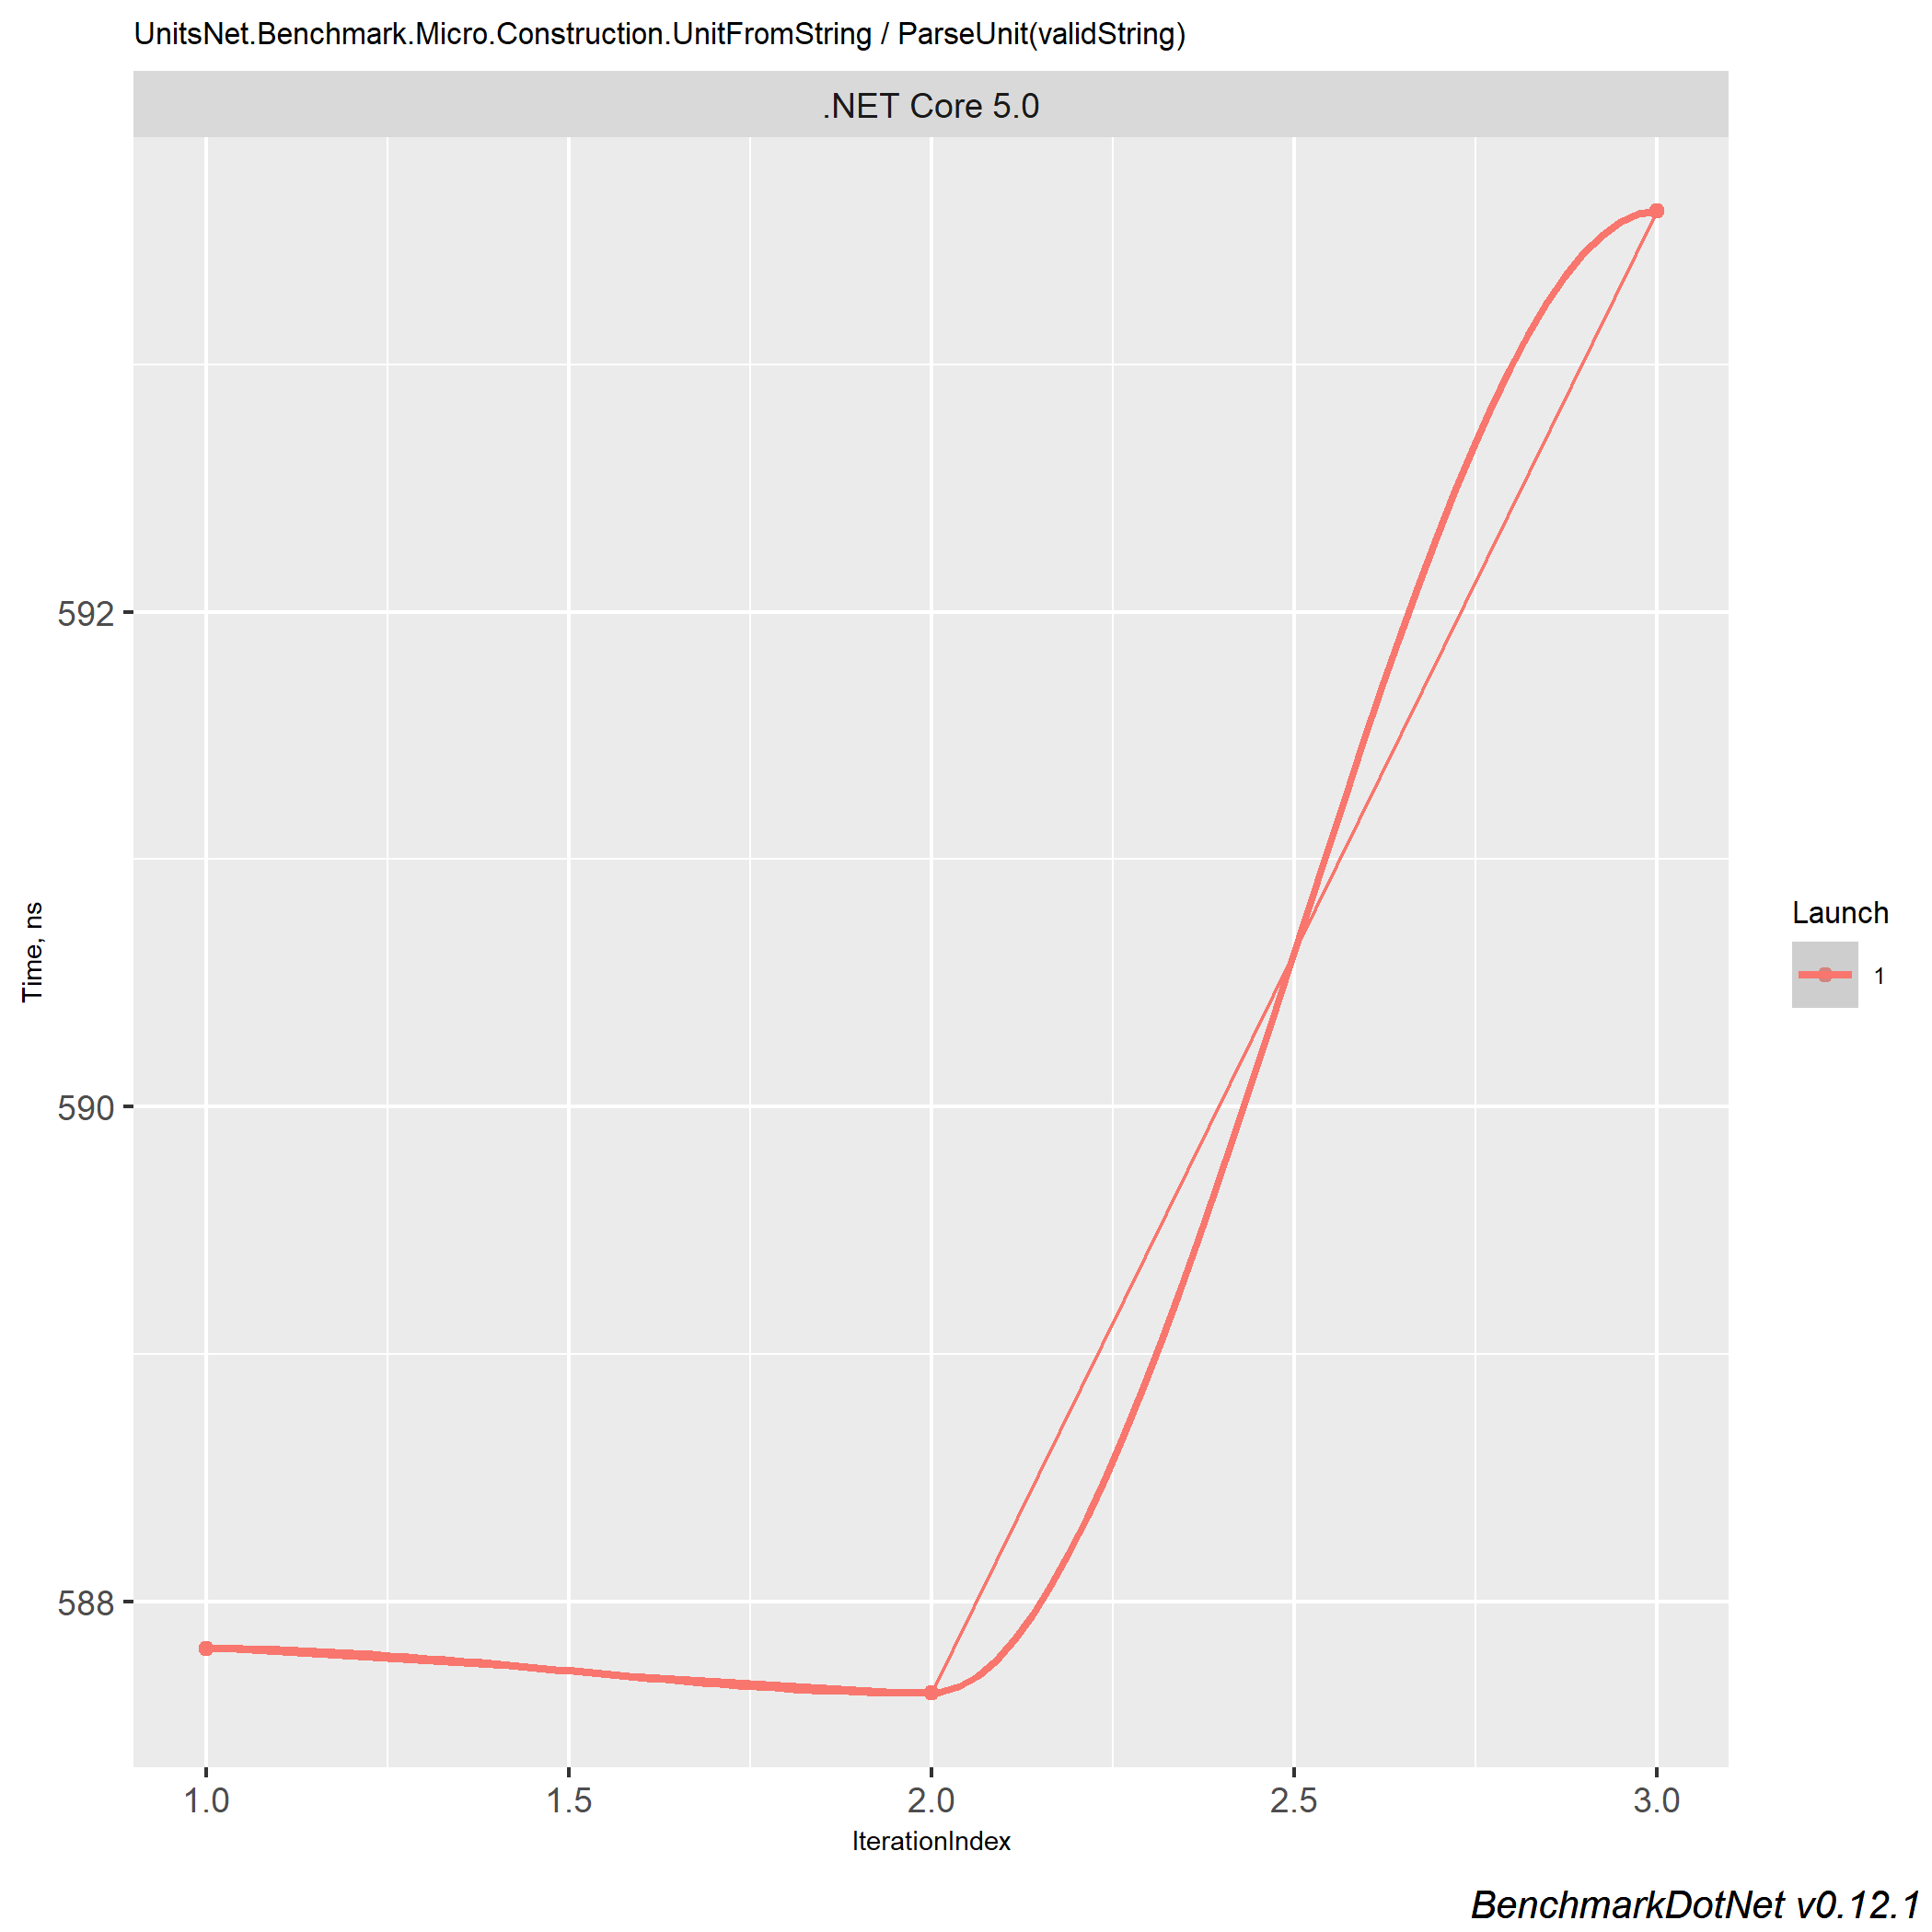 UnitsNet.Benchmark.Micro.Construction.UnitFromString / ParseUnit(validString)
.NET Core 5.0
592
590
588
Time, ns
1.0 1.5 2.0 2.5 3.0
IterationIndex
Launch
1
BenchmarkDotNet v0.12.1